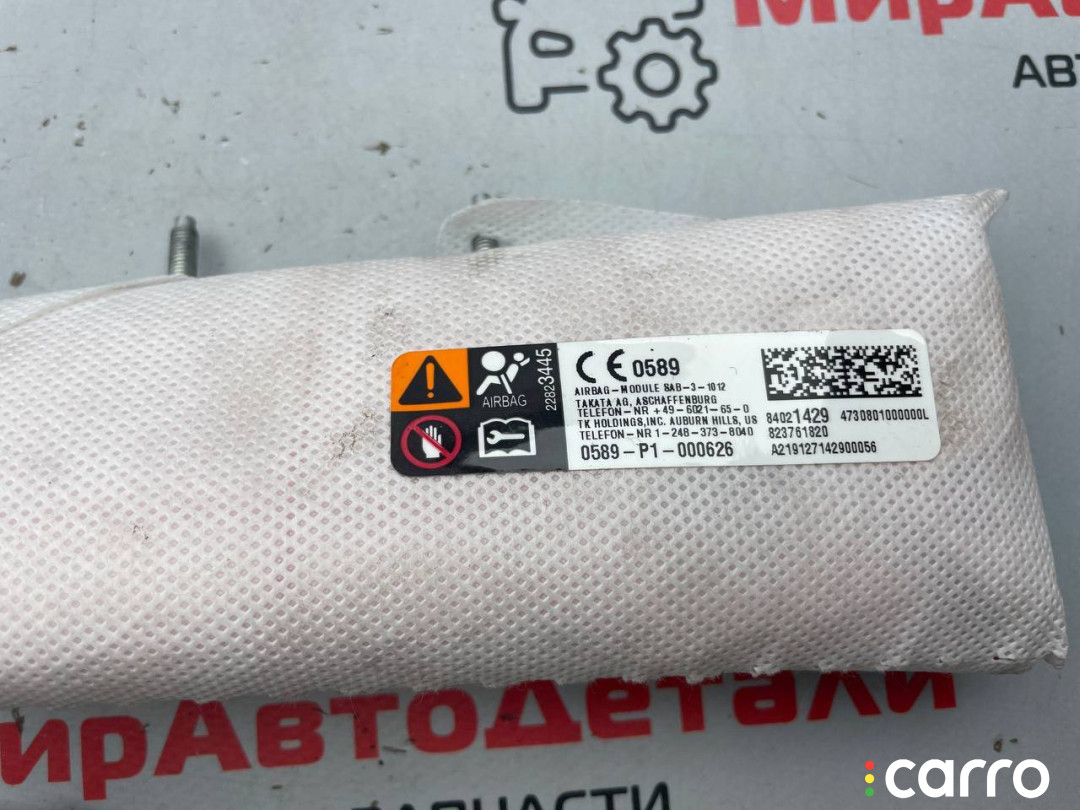 МирАвтоДетали
AIRBAG
22823445
CE 0589
AIRBAG-MODULE SAB-3-1012
TAKATA AG, ASCHAFFENBURG
TELEFON-NR +49-6021-65-0
TK HOLDINGS,INC. AUBURN HILLS, US
TELEFON-NR 1-248-373-8040
0589-P1-000626
84021429 4730801000000L
823761820
A219127142900056
ирАвтоДетали
carro